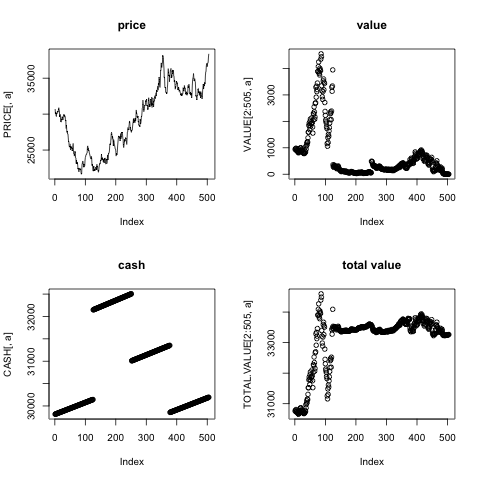 price
PRICE[, a]
25000 35000
0 100 200 300 400 500
Index
value
VALUE[2:505, a]
0 1000 3000
0 100 200 300 400 500
Index
cash
CASH[, a]
30000 31000 32000
0 100 200 300 400 500
Index
total value
TOTAL.VALUE[2:505, a]
31000 33000
0 100 200 300 400 500
Index